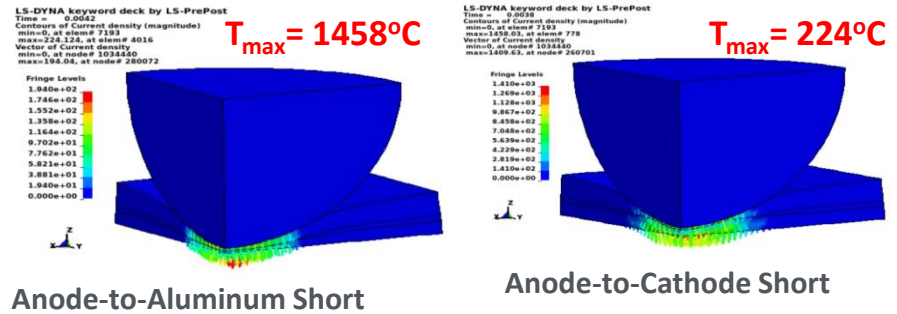 LS-DYNA keyword deck by LS-PrePost
Time = 0.0042
Contours of Current density (magnitude)
min=0, at elem# 7193
max=224.124, at elem# 4016
Vector of Current density
min=0, at node# 1034440
max=194.04, at node# 280072
Tmax= 1458°C
Fringe Levels
1.940e+02
1.746e+02
1.552e+02
1.358e+02
1.164e+02
9.702e+01
7.762e+01
5.821e+01
3.881e+01
1.940e+01
0.000e+00
Z
X Y
Anode-to-Aluminum Short
LS-DYNA keyword deck by LS-PrePost
Time = 0.0038
Contours of Current density (magnitude)
min=0, at elem# 7193
max=1458.03, at elem# 778
Vector of Current density
min=0, at node# 1034440
max=1409.63, at node# 260701
Tmax= 224°C
Fringe Levels
1.410e+03
1.269e+03
1.128e+03
9.867e+02
8.458e+02
7.048e+02
5.639e+02
4.229e+02
2.819e+02
1.410e+02
0.000e+00
Z
X Y
Anode-to-Cathode Short